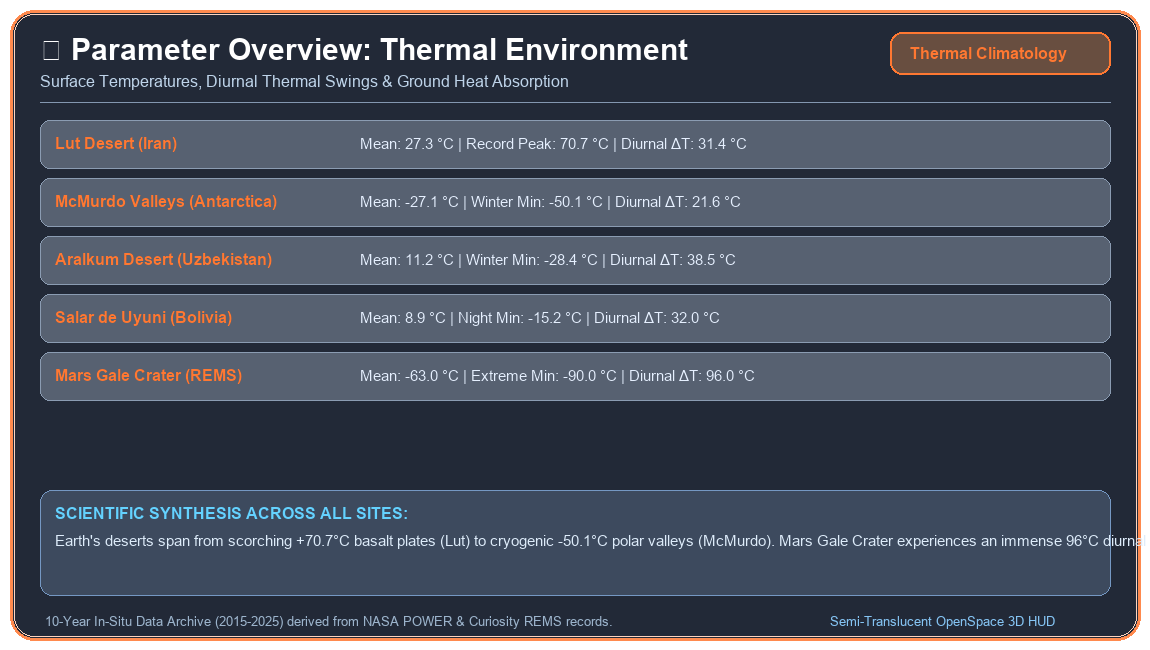 Parameter Overview: Thermal Environment
Thermal Climatology
Surface Temperatures, Diurnal Thermal Swings & Ground Heat Absorption
Lut Desert (Iran) Mean: 27.3 °C | Record Peak: 70.7 °C | Diurnal ΔT: 31.4 °C
McMurdo Valleys (Antarctica) Mean: -27.1 °C | Winter Min: -50.1 °C | Diurnal ΔT: 21.6 °C
Aralkum Desert (Uzbekistan) Mean: 11.2 °C | Winter Min: -28.4 °C | Diurnal ΔT: 38.5 °C
Salar de Uyuni (Bolivia) Mean: 8.9 °C | Night Min: -15.2 °C | Diurnal ΔT: 32.0 °C
Mars Gale Crater (REMS) Mean: -63.0 °C | Extreme Min: -90.0 °C | Diurnal ΔT: 96.0 °C
SCIENTIFIC SYNTHESIS ACROSS ALL SITES:
Earth's deserts span from scorching +70.7°C basalt plates (Lut) to cryogenic -50.1°C polar valleys (McMurdo). Mars Gale Crater experiences an immense 96°C diurnal
10-Year In-Situ Data Archive (2015-2025) derived from NASA POWER & Curiosity REMS records.
Semi-Translucent OpenSpace 3D HUD